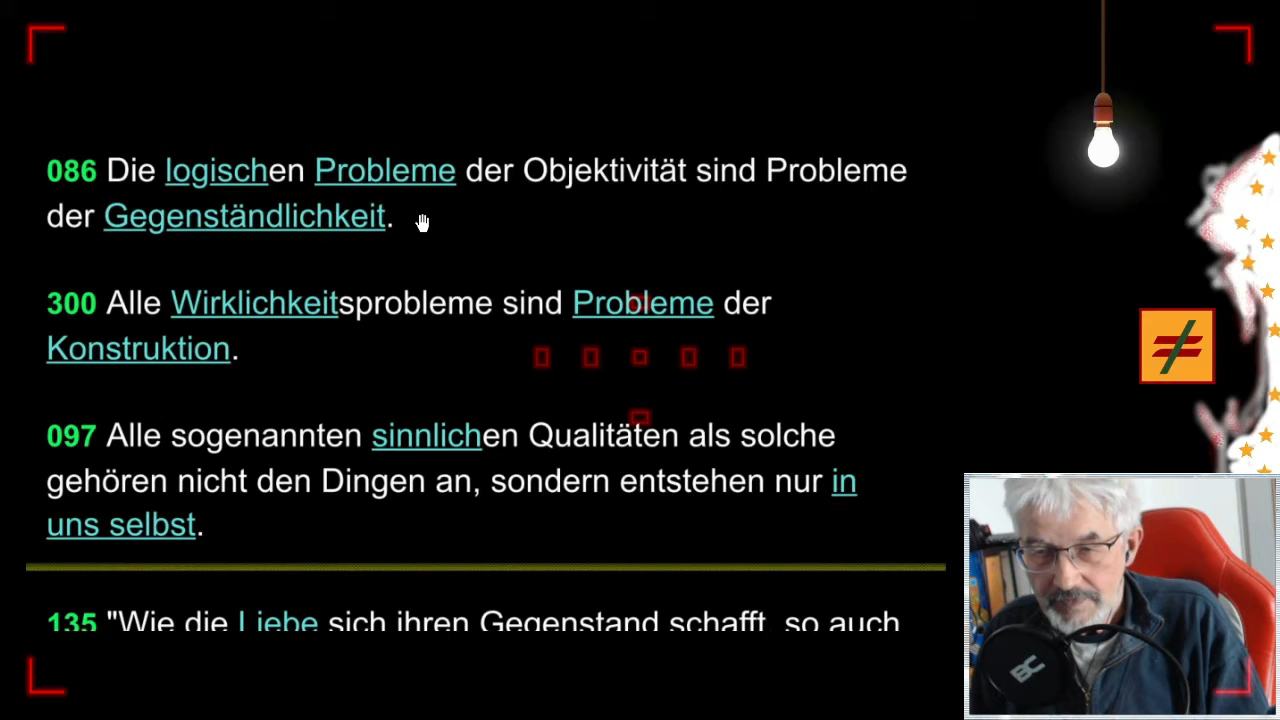 086 Die logischen Probleme der Objektivität sind Probleme
der Gegenständlichkeit.
300 Alle Wirklichkeitsprobleme sind Probleme der
Konstruktion.
097 Alle sogenannten sinnlichen Qualitäten als solche
gehören nicht den Dingen an, sondern entstehen nur in
uns selbst.
135 "Wie die Liebe sich ihren Gegenstand schafft, so auch
≠
BC